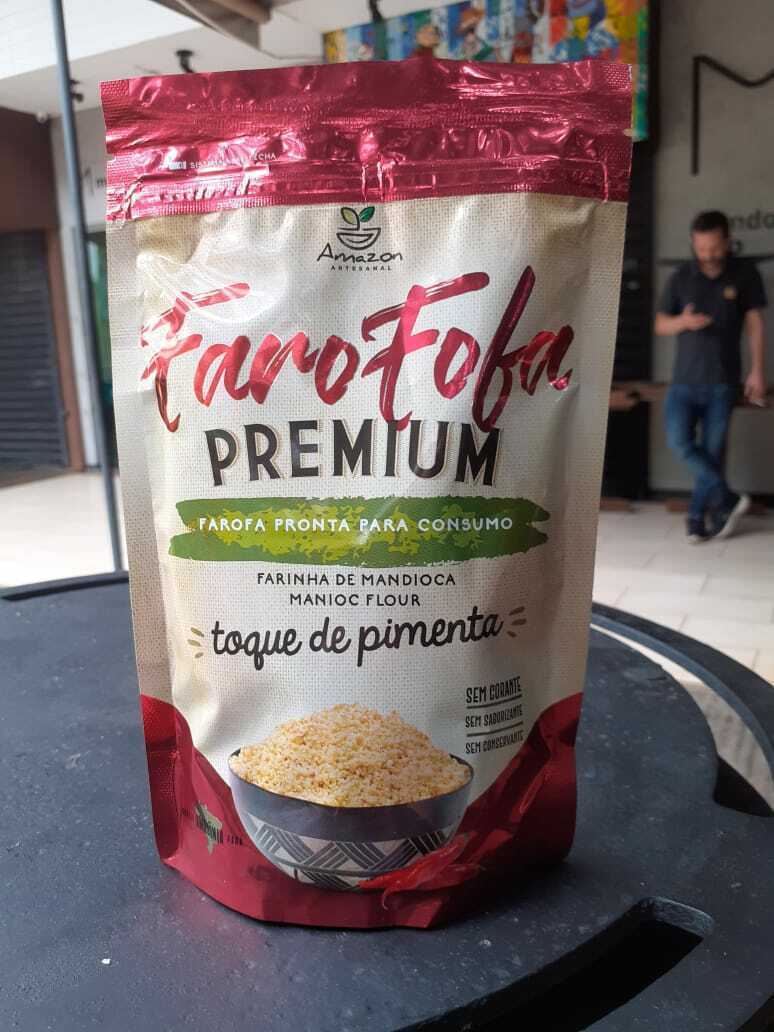 Amazon
ARTESANAL
FaroFofa
PREMIUM
FAROFA PRONTA PARA CONSUMO
FARINHA DE MANDIOCA
MANIOC FLOUR
toque de pimenta
SEM CORANTE
SEM SABORIZANTE
SEM CONSERVANTE